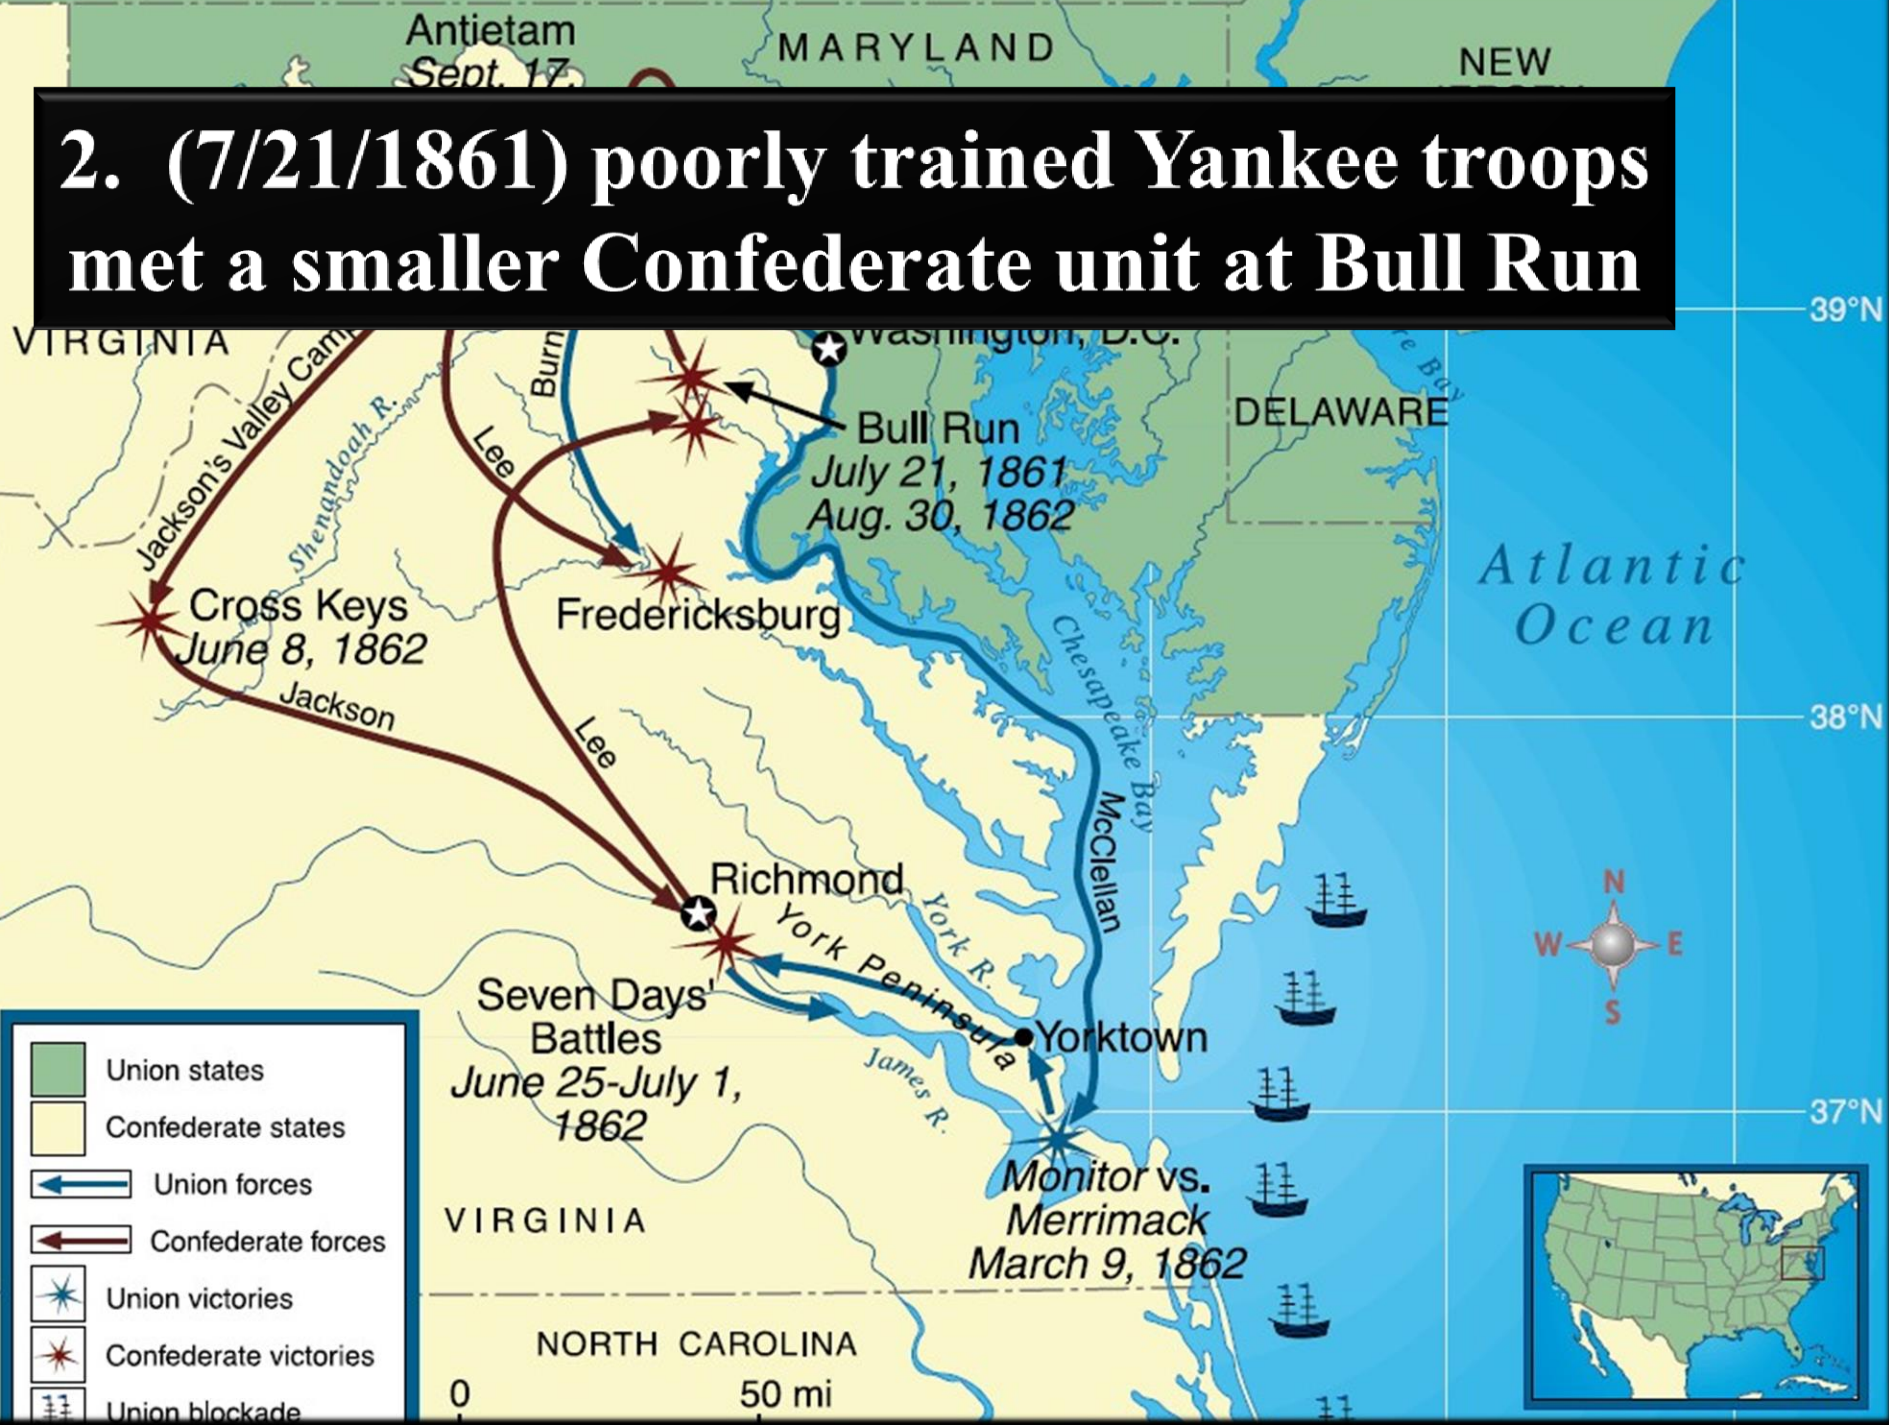 Antietam
Sept. 17,
MARYLAND
NEW
2. (7/21/1861) poorly trained Yankee troops
met a smaller Confederate unit at Bull Run
39°N
VIRGINIA
Washington, D.C.
Jackson's Valley Camp
Shenandoah R.
Burn
Lee
Bull Run
July 21, 1861
Aug. 30, 1862
DELAWARE
re Bay
Atlantic
Ocean
Cross Keys
June 8, 1862
Fredericksburg
Chesapeake Bay
Jackson
Lee
38°N
McClellan
Richmond
York Peninsula
York R.
N
W E
S
Seven Days'
Battles
June 25-July 1,
1862
Yorktown
James R.
37°N
Monitor vs.
Merrimack
March 9, 1862
VIRGINIA
NORTH CAROLINA
0 50 mi
Union states
Confederate states
Union forces
Confederate forces
Union victories
Confederate victories
Union blockade